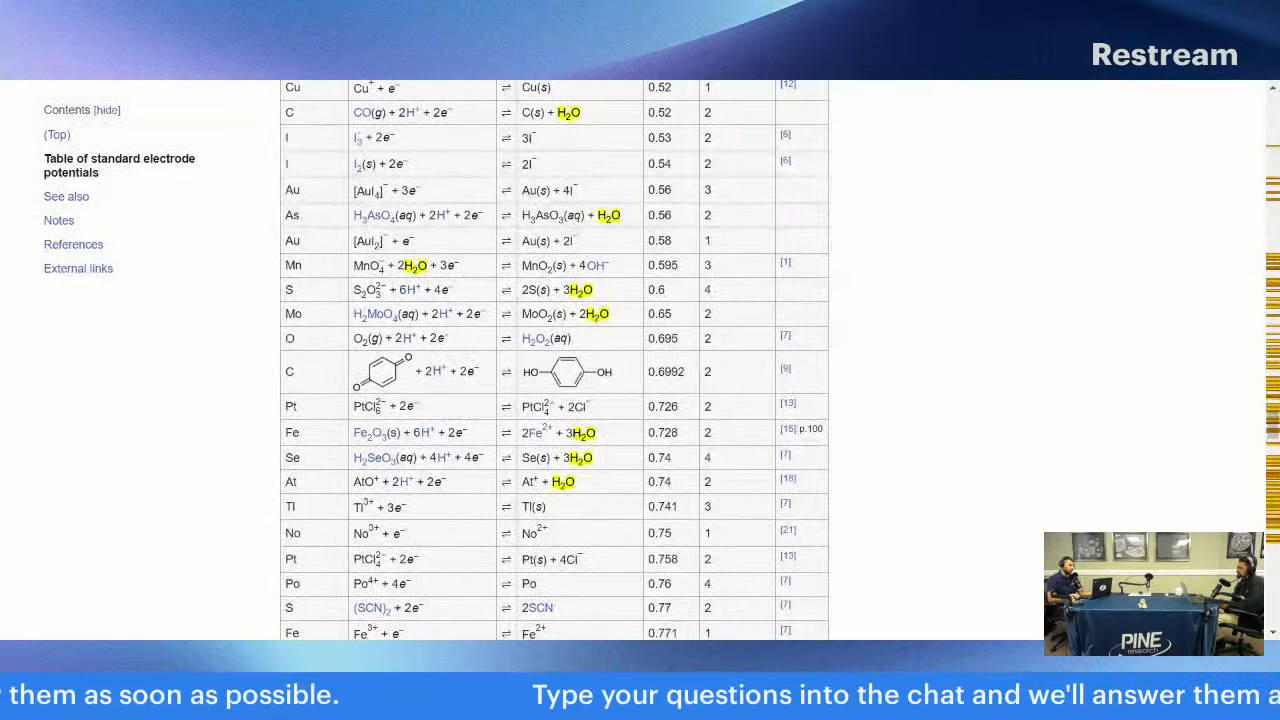 Restream
Contents [hide]
(Top)
Table of standard electrode
potentials
See also
Notes
References
External links
Cu Cu⁺ + e⁻ ⇌ Cu(s) 0.52 1 [12]
C CO(g) + 2H⁺ + 2e⁻ ⇌ C(s) + H₂O 0.52 2
I I₃⁻ + 2e⁻ ⇌ 3I⁻ 0.53 2 [6]
I I₂(s) + 2e⁻ ⇌ 2I⁻ 0.54 2 [6]
Au [AuI₄]⁻ + 3e⁻ ⇌ Au(s) + 4I⁻ 0.56 3
As H₃AsO₄(aq) + 2H⁺ + 2e⁻ ⇌ H₃AsO₃(aq) + H₂O 0.56 2
Au [AuI₂]⁻ + e⁻ ⇌ Au(s) + 2I⁻ 0.58 1
Mn MnO₄⁻ + 2H₂O + 3e⁻ ⇌ MnO₂(s) + 4OH⁻ 0.595 3 [1]
S S₂O₃²⁻ + 6H⁺ + 4e⁻ ⇌ 2S(s) + 3H₂O 0.6 4
Mo H₂MoO₄(aq) + 2H⁺ + 2e⁻ ⇌ MoO₂(s) + 2H₂O 0.65 2
O O₂(g) + 2H⁺ + 2e⁻ ⇌ H₂O₂(aq) 0.695 2 [7]
C O O + 2H⁺ + 2e⁻ ⇌ HO OH 0.6992 2 [9]
Pt PtCl₆²⁻ + 2e⁻ ⇌ PtCl₄²⁻ + 2Cl⁻ 0.726 2 [13]
Fe Fe₂O₃(s) + 6H⁺ + 2e⁻ ⇌ 2Fe²⁺ + 3H₂O 0.728 2 [15]:p.100
Se H₂SeO₃(aq) + 4H⁺ + 4e⁻ ⇌ Se(s) + 3H₂O 0.74 4 [7]
At AtO⁺ + 2H⁺ + 2e⁻ ⇌ At⁺ + H₂O 0.74 2 [18]
Tl Tl³⁺ + 3e⁻ ⇌ Tl(s) 0.741 3 [7]
No No³⁺ + e⁻ ⇌ No²⁺ 0.75 1 [21]
Pt PtCl₄²⁻ + 2e⁻ ⇌ Pt(s) + 4Cl⁻ 0.758 2 [13]
Po Po⁴⁺ + 4e⁻ ⇌ Po 0.76 4 [7]
S (SCN)₂ + 2e⁻ ⇌ 2SCN⁻ 0.77 2 [7]
Fe Fe³⁺ + e⁻ ⇌ Fe²⁺ 0.771 1 [7]
PINE
research
them as soon as possible. Type your questions into the chat and we'll answer them a